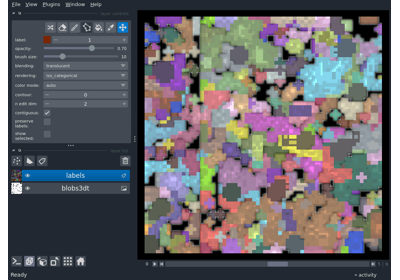 File View Plugins Window Help
label: 1
opacity: 0.70
brush size: 10
blending: translucent
rendering: iso_categorical
color mode: auto
contour: 0
n edit dim: 2
contiguous:
preserve labels:
show selected:
labels
blobs3dt
Ready
activity